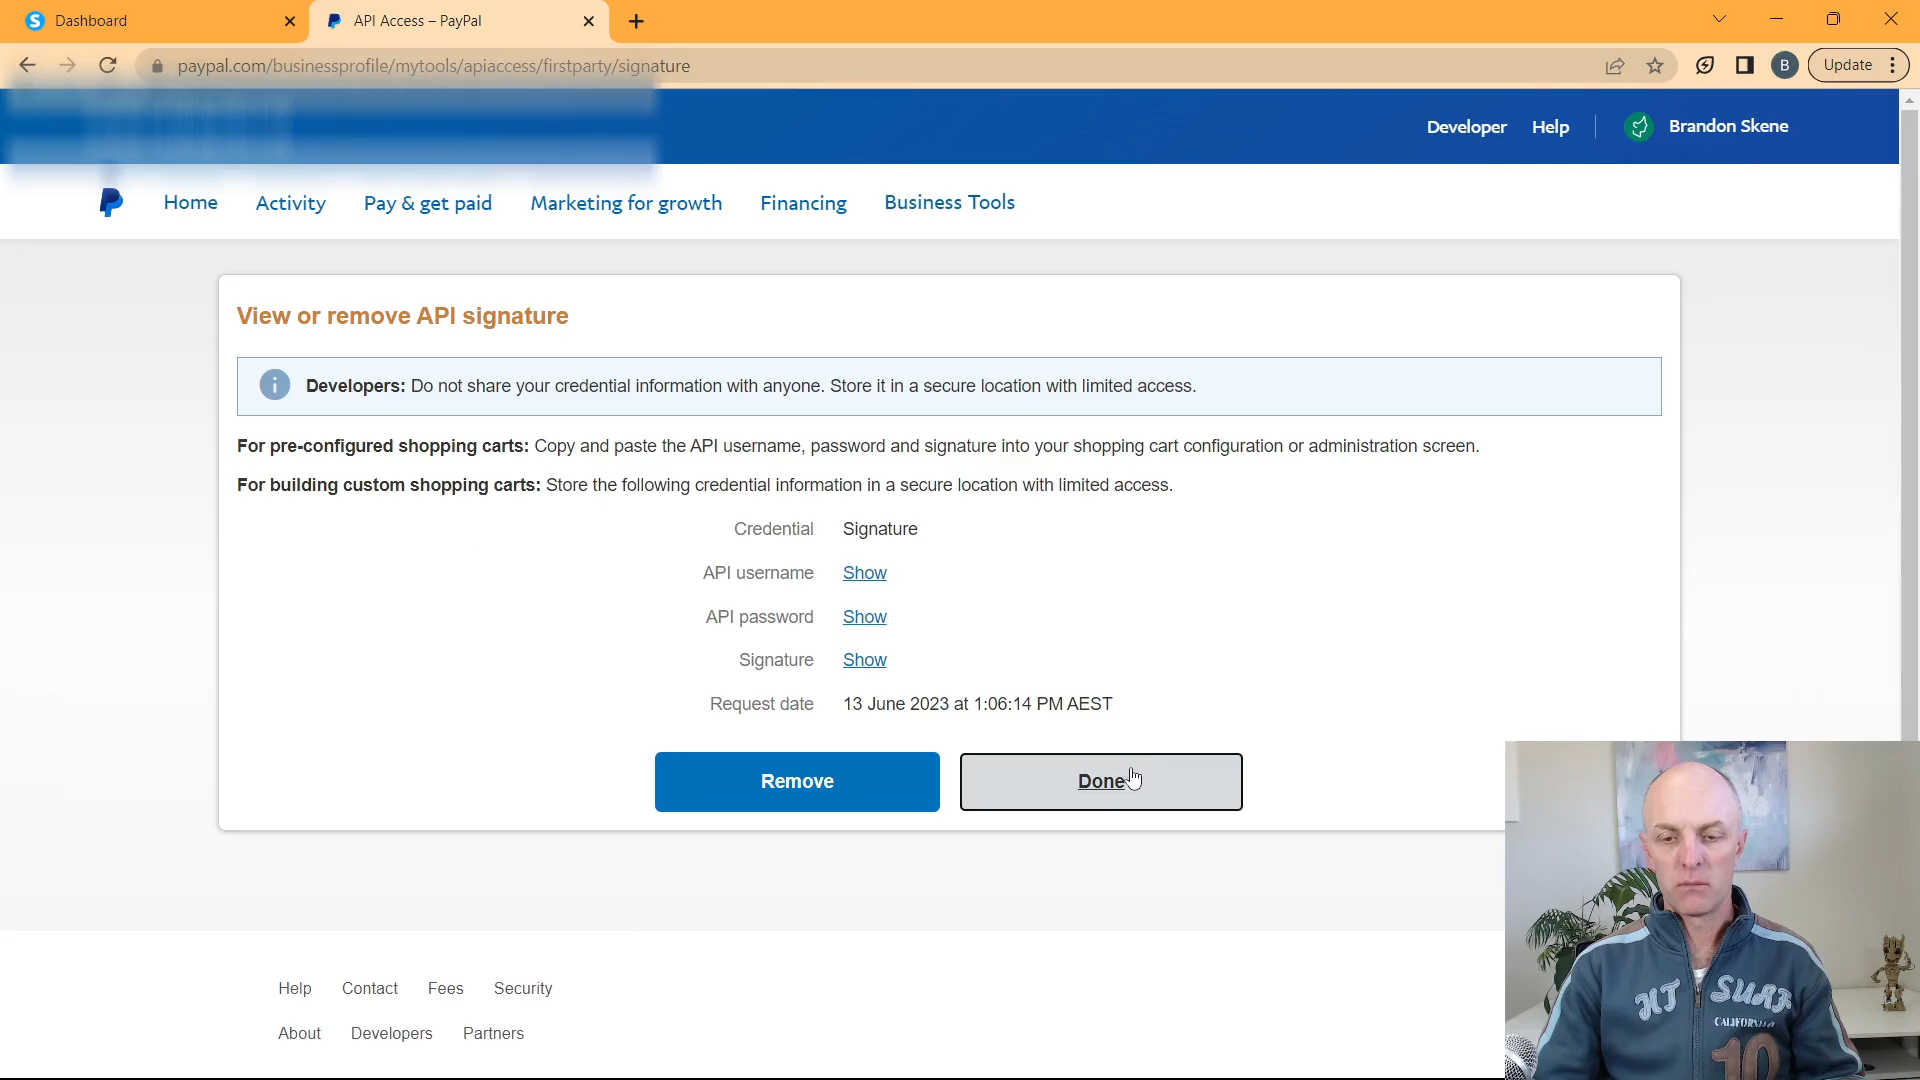 Dashboard
API Access – PayPal
paypal.com/businessprofile/mytools/apiaccess/firstparty/signature
B
Update
Developer
Help
Brandon Skene
Home
Activity
Pay & get paid
Marketing for growth
Financing
Business Tools
View or remove API signature
Developers: Do not share your credential information with anyone. Store it in a secure location with limited access.
For pre-configured shopping carts: Copy and paste the API username, password and signature into your shopping cart configuration or administration screen.
For building custom shopping carts: Store the following credential information in a secure location with limited access.
Credential Signature
API username Show
API password Show
Signature Show
Request date 13 June 2023 at 1:06:14 PM AEST
Remove
Done
Help Contact Fees Security
About Developers Partners
HT SURF
CALIFORNIA
10